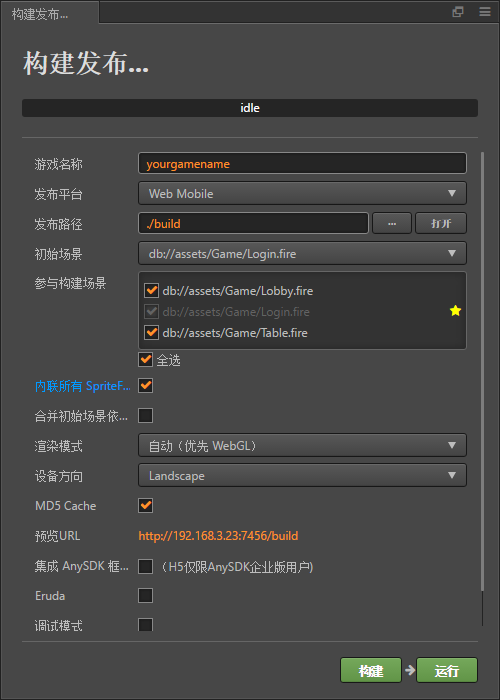 构建发布...
构建发布...
idle
游戏名称 yourgamename
发布平台 Web Mobile
发布路径 ./build ... 打开
初始场景 db://assets/Game/Login.fire
参与构建场景 db://assets/Game/Lobby.fire
db://assets/Game/Login.fire
db://assets/Game/Table.fire
全选
内联所有 SpriteF...
合并初始场景依...
渲染模式 自动（优先 WebGL）
设备方向 Landscape
MD5 Cache
预览URL http://192.168.3.23:7456/build
集成 AnySDK 框... （H5仅限AnySDK企业版用户)
Eruda
调试模式
构建 运行